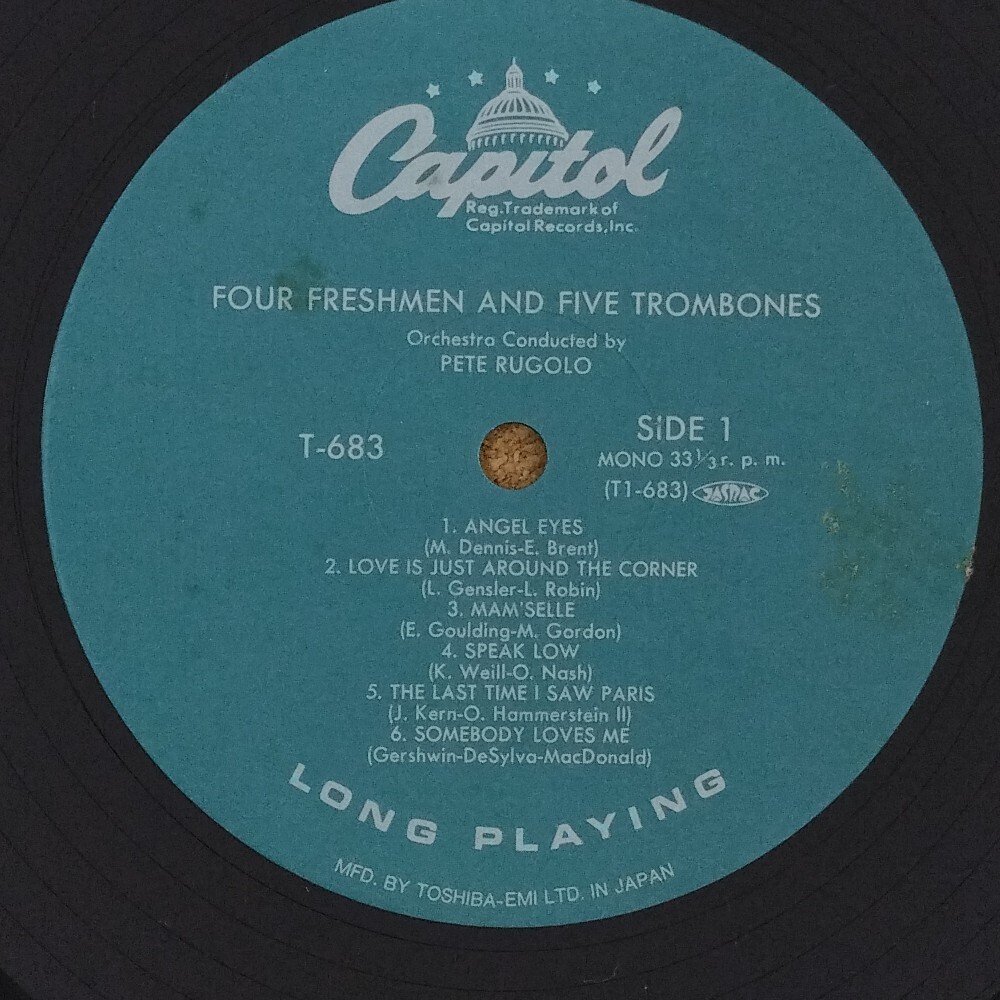 Capitol
Reg. Trademark of
Capitol Records, Inc.
FOUR FRESHMEN AND FIVE TROMBONES
Orchestra Conducted by
PETE RUGOLO
T-683
SIDE 1
MONO 33⅓ r. p. m.
(T1-683) JASRAC
1. ANGEL EYES
(M. Dennis-E. Brent)
2. LOVE IS JUST AROUND THE CORNER
(L. Gensler-L. Robin)
3. MAM'SELLE
(E. Goulding-M. Gordon)
4. SPEAK LOW
(K. Weill-O. Nash)
5. THE LAST TIME I SAW PARIS
(J. Kern-O. Hammerstein II)
6. SOMEBODY LOVES ME
(Gershwin-DeSylva-MacDonald)
LONG PLAYING
MFD. BY TOSHIBA-EMI LTD. IN JAPAN